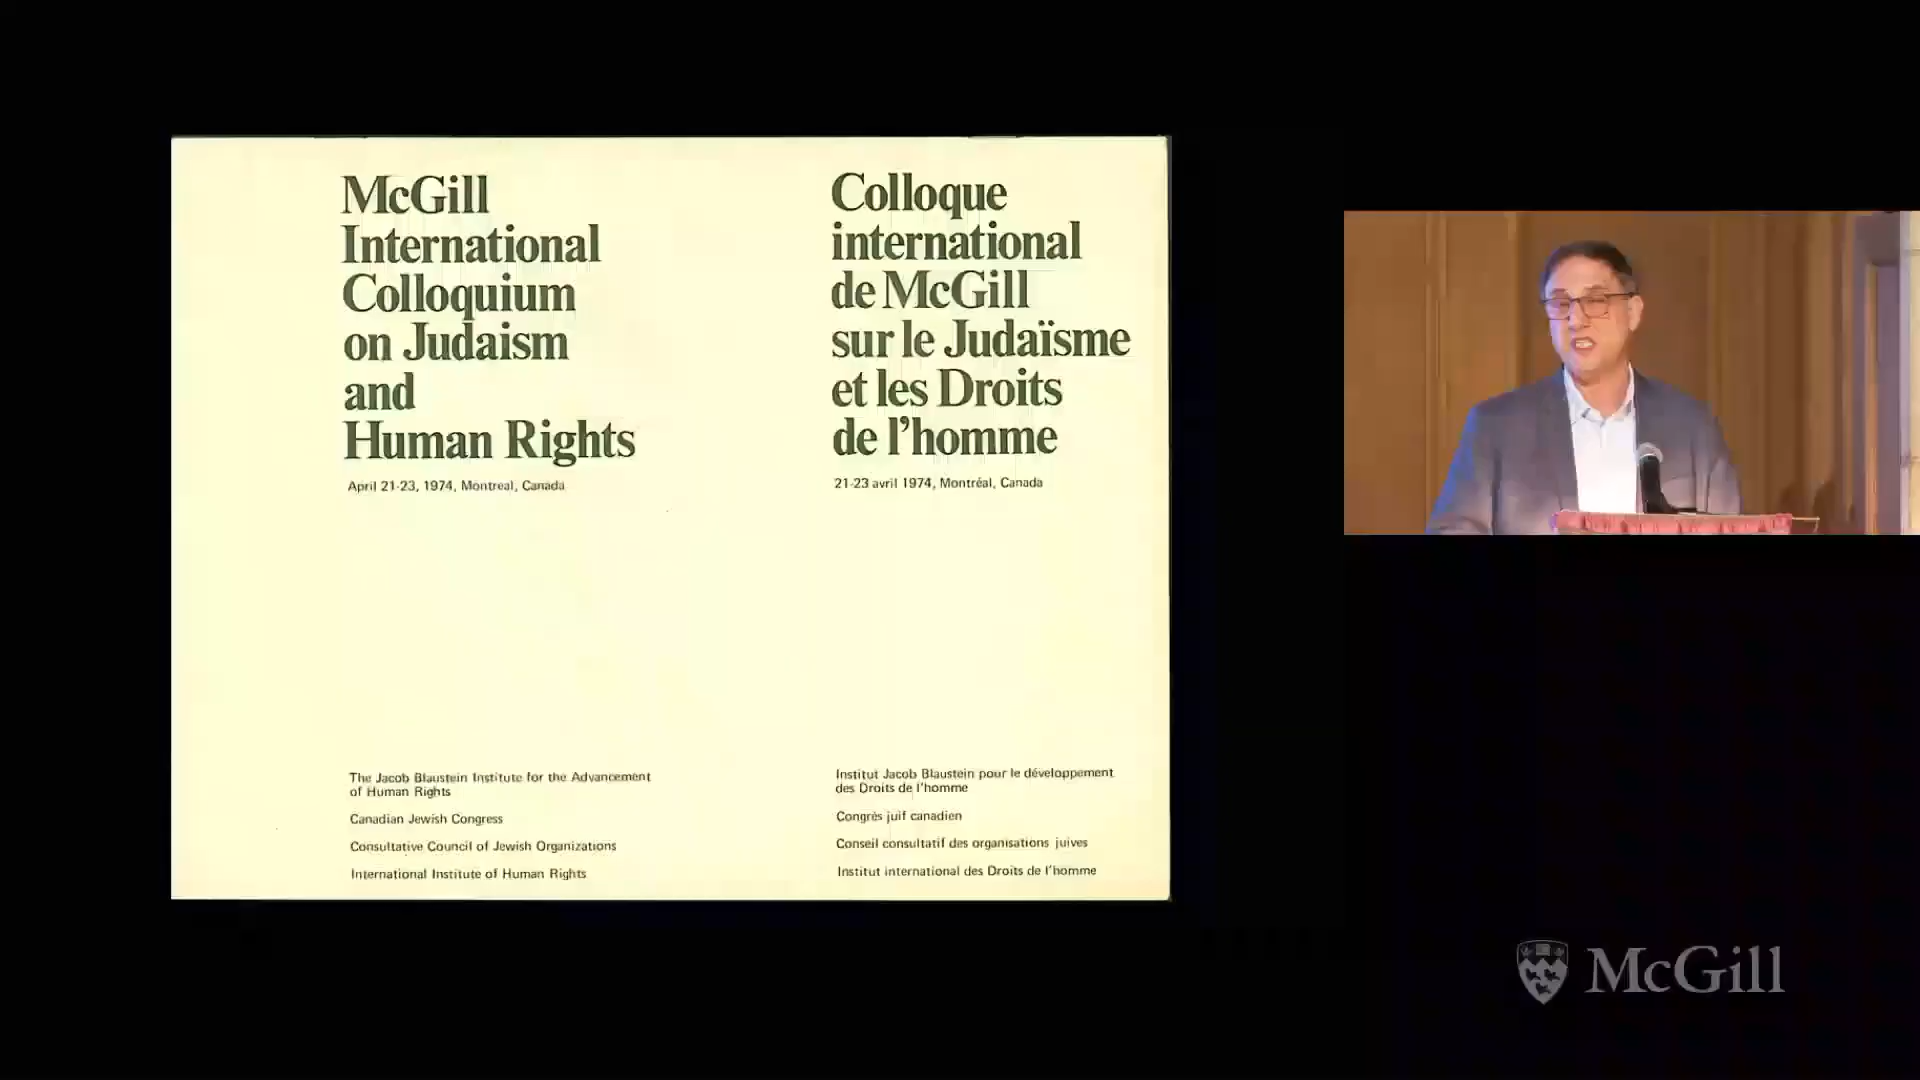 McGill
International
Colloquium
on Judaism
and
Human Rights
April 21-23, 1974, Montreal, Canada
The Jacob Blaustein Institute for the Advancement
of Human Rights
Canadian Jewish Congress
Consultative Council of Jewish Organizations
International Institute of Human Rights
Colloque
international
de McGill
sur le Judaïsme
et les Droits
de l'homme
21-23 avril 1974, Montréal, Canada
Institut Jacob Blaustein pour le développement
des Droits de l'homme
Congrès juif canadien
Conseil consultatif des organisations juives
Institut international des Droits de l'homme
McGill